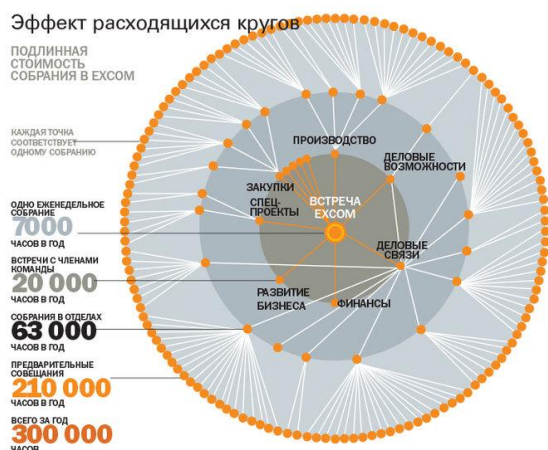 Эффект расходящихся кругов
ПОДЛИННАЯ
СТОИМОСТЬ
СОБРАНИЯ В EXCOM
КАЖДАЯ ТОЧКА
СООТВЕТСТВУЕТ
ОДНОМУ СОБРАНИЮ
ОДНО ЕЖЕНЕДЕЛЬНОЕ
СОБРАНИЕ
7000
ЧАСОВ В ГОД
ВСТРЕЧИ С ЧЛЕНАМИ
КОМАНДЫ
20 000
ЧАСОВ В ГОД
СОБРАНИЯ В ОТДЕЛАХ
63 000
ЧАСОВ В ГОД
ПРЕДВАРИТЕЛЬНЫЕ
СОВЕЩАНИЯ
210 000
ЧАСОВ В ГОД
ВСЕГО ЗА ГОД
300 000
ЧАСОВ
ПРОИЗВОДСТВО
ДЕЛОВЫЕ
ВОЗМОЖНОСТИ
ЗАКУПКИ
СПЕЦ-
ПРОЕКТЫ
ВСТРЕЧА
EXCOM
ДЕЛОВЫЕ
СВЯЗИ
РАЗВИТИЕ
БИЗНЕСА
ФИНАНСЫ